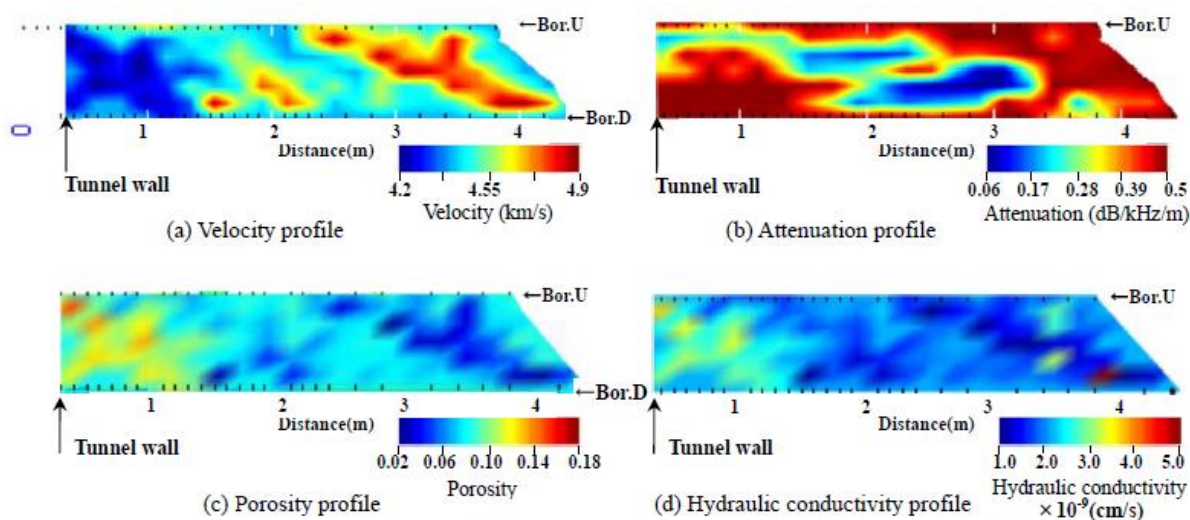 ←Bor.U
←Bor.D
1 2 3 4
Distance(m)
Tunnel wall
4.2 4.55 4.9
Velocity (km/s)
(a) Velocity profile
←Bor.U
1 2 3 4
Distance(m)
Tunnel wall
0.06 0.17 0.28 0.39 0.5
Attenuation (dB/kHz/m)
(b) Attenuation profile
←Bor.U
←Bor.D
1 2 3 4
Distance(m)
Tunnel wall
0.02 0.06 0.10 0.14 0.18
Porosity
(c) Porosity profile
←Bor.U
1 2 3 4
Distance(m)
Tunnel wall
1.0 2.0 3.0 4.0 5.0
Hydraulic conductivity
× 10⁻⁹(cm/s)
(d) Hydraulic conductivity profile